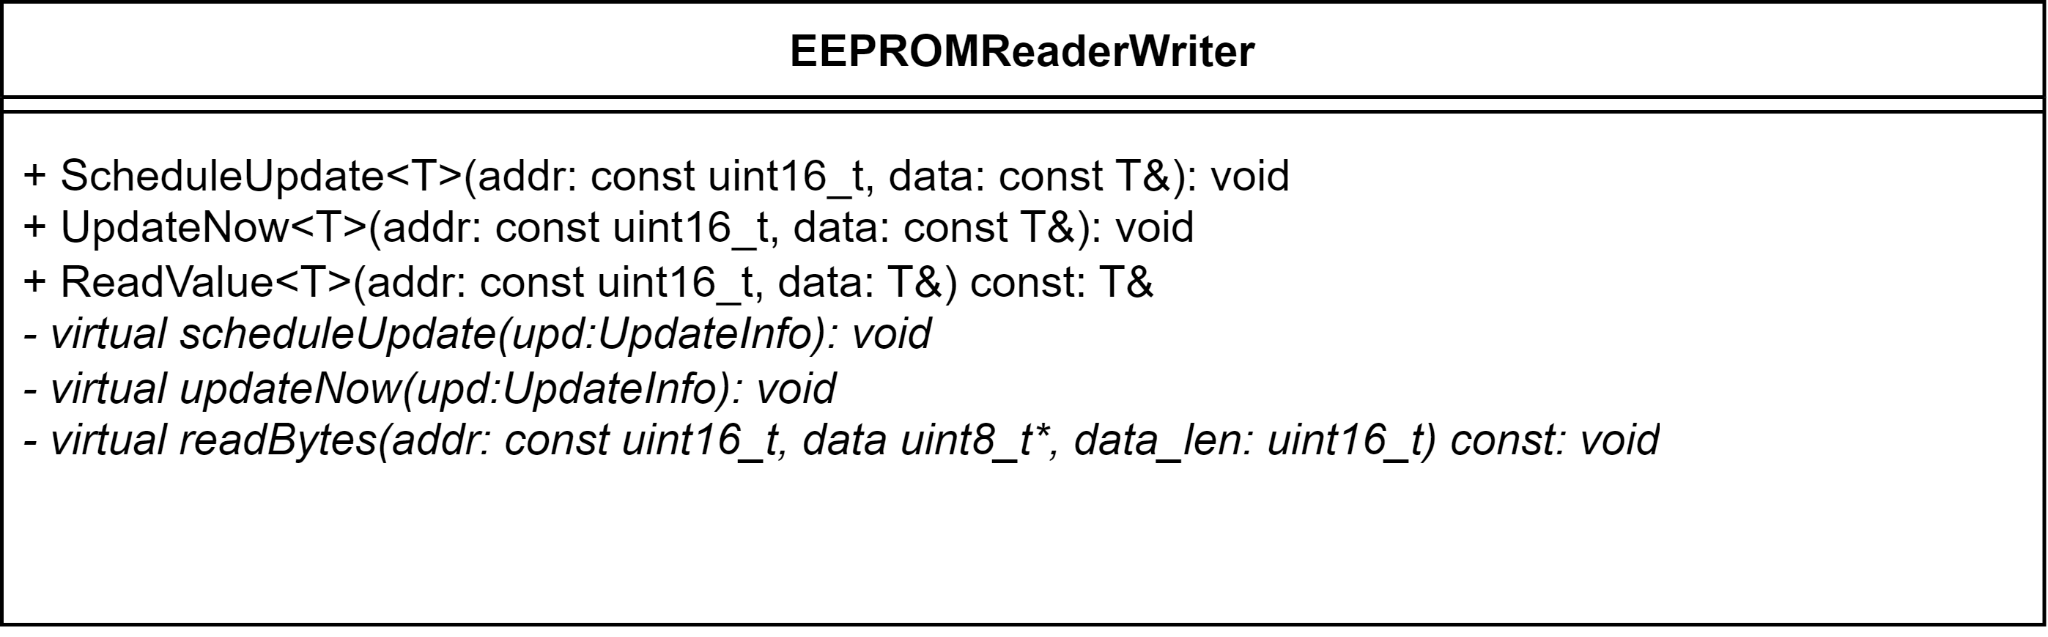 EEPROMReaderWriter
+ ScheduleUpdate<T>(addr: const uint16_t, data: const T&): void
+ UpdateNow<T>(addr: const uint16_t, data: const T&): void
+ ReadValue<T>(addr: const uint16_t, data: T&) const: T&
- virtual scheduleUpdate(upd:UpdateInfo): void
- virtual updateNow(upd:UpdateInfo): void
- virtual readBytes(addr: const uint16_t, data uint8_t*, data_len: uint16_t) const: void